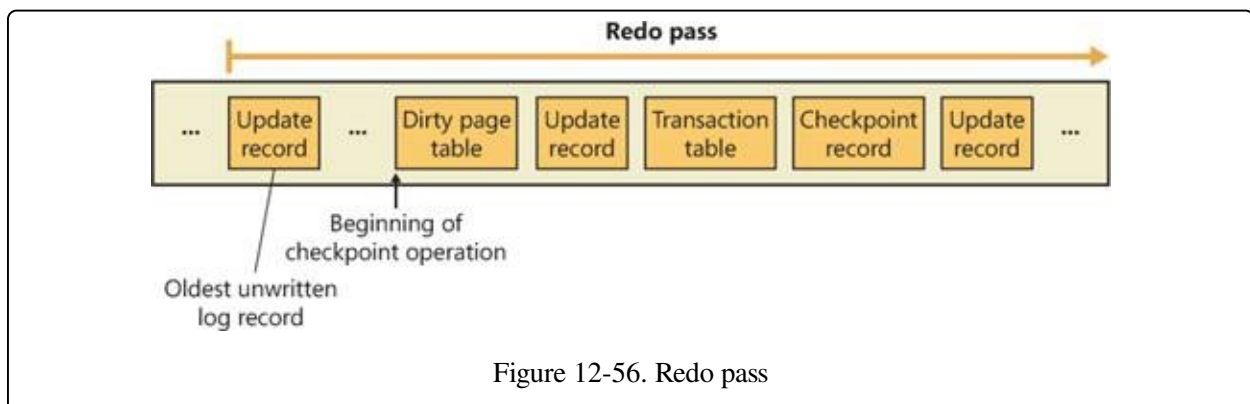 Redo pass
... Update record ... Dirty page table Update record Transaction table Checkpoint record Update record ...
Beginning of
checkpoint operation
Oldest unwritten
log record
Figure 12-56. Redo pass